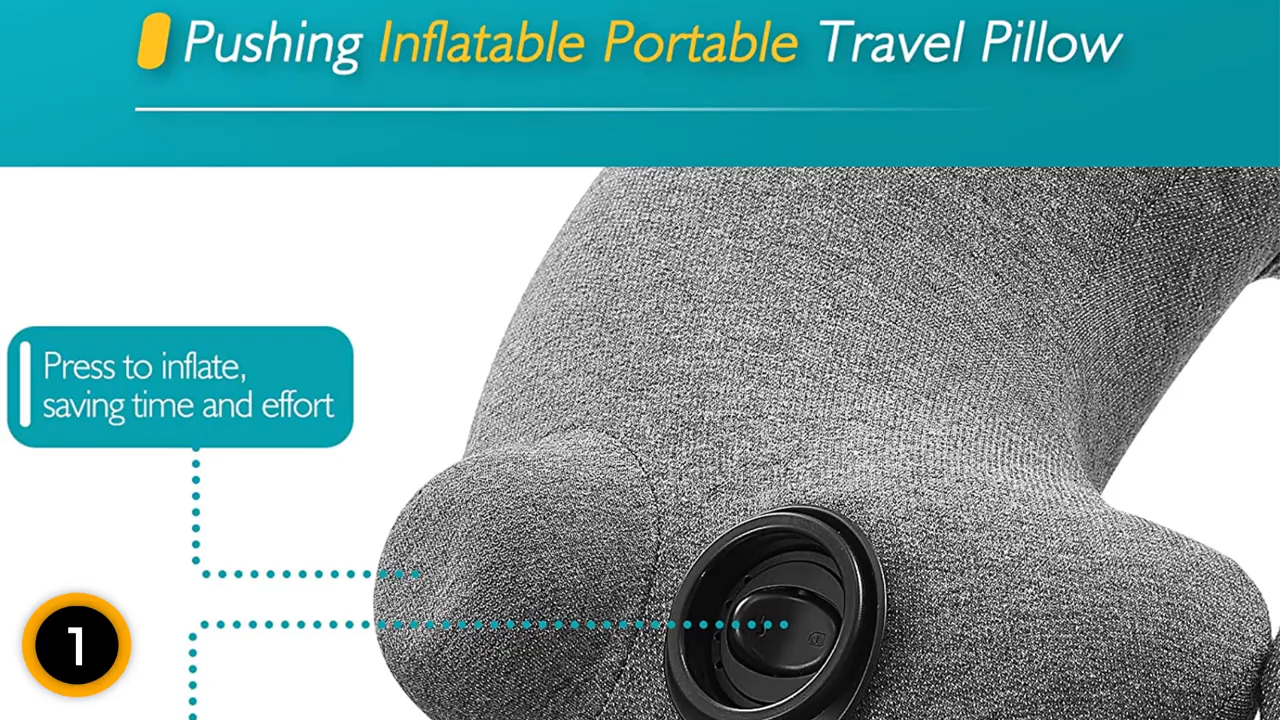 Pushing Inflatable Portable Travel Pillow
Press to inflate,
saving time and effort
1